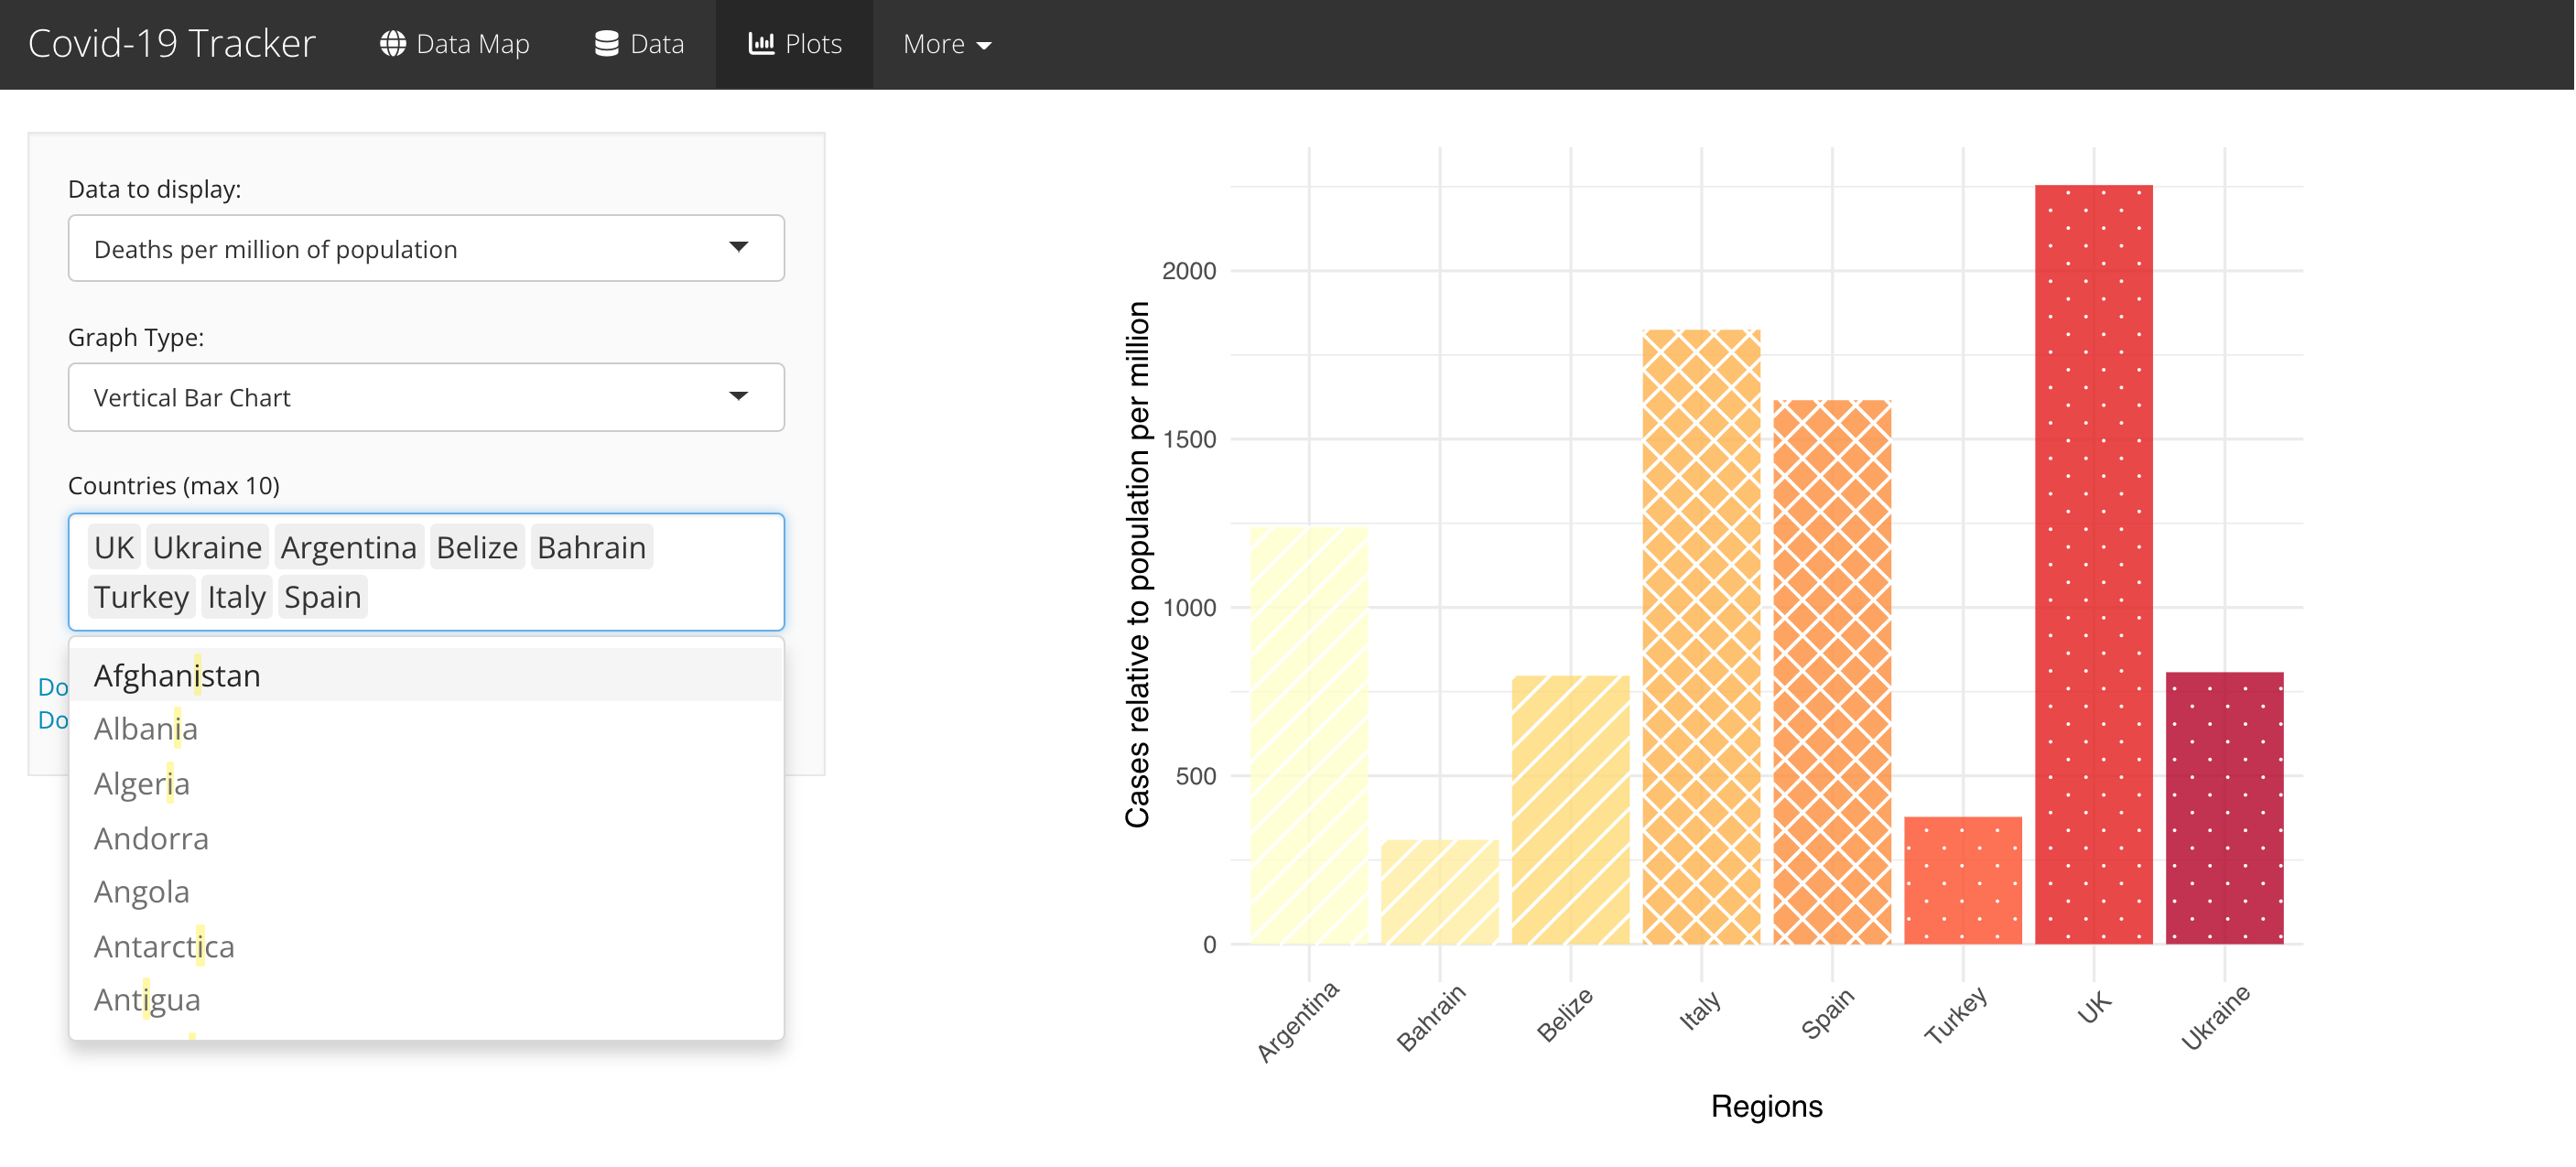 Covid-19 Tracker Data Map Data Plots More
Data to display:
Deaths per million of population
Graph Type:
Vertical Bar Chart
Countries (max 10)
UK Ukraine Argentina Belize Bahrain
Turkey Italy Spain
Afghanistan
Albania
Algeria
Andorra
Angola
Antarctica
Antigua
Do
Do
Cases relative to population per million
2000
1500
1000
500
0
Argentina Bahrain Belize Italy Spain Turkey UK Ukraine
Regions